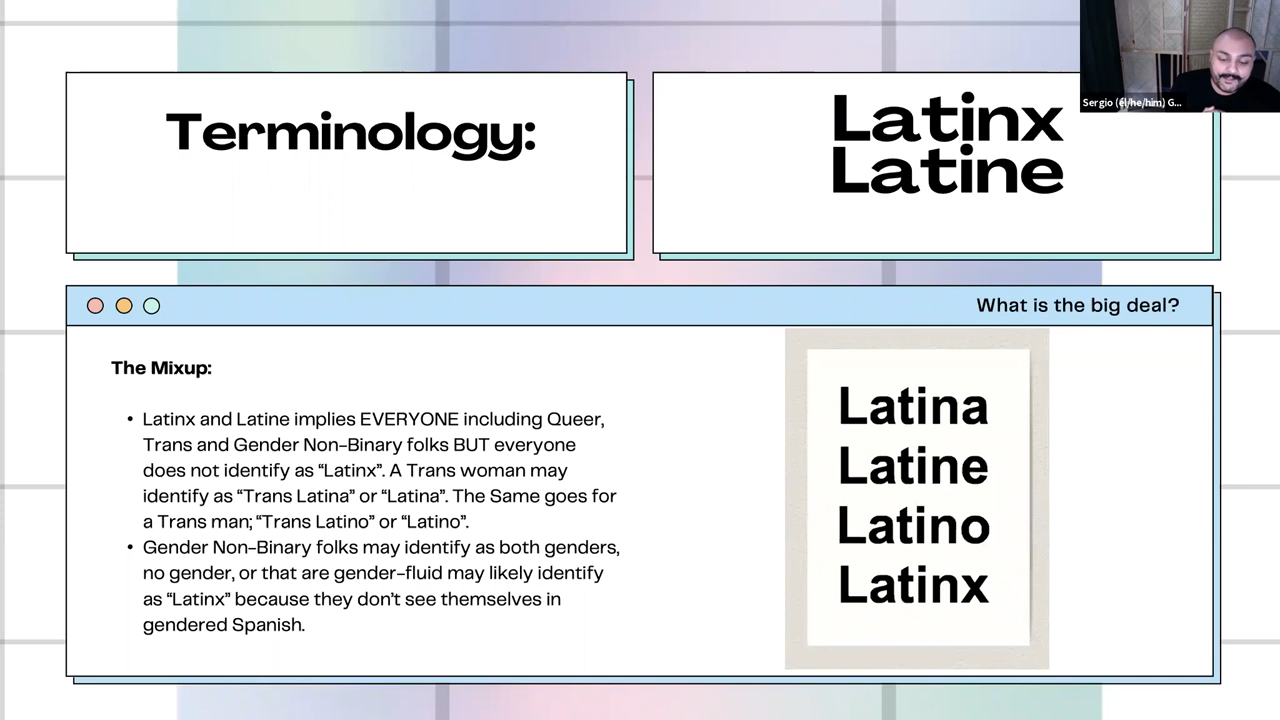 Terminology:
Latinx
Latine
Sergio (él/he/him) G...
What is the big deal?
The Mixup:
• Latinx and Latine implies EVERYONE including Queer,
Trans and Gender Non-Binary folks BUT everyone
does not identify as “Latinx”. A Trans woman may
identify as “Trans Latina” or “Latina”. The Same goes for
a Trans man; “Trans Latino” or “Latino”.
• Gender Non-Binary folks may identify as both genders,
no gender, or that are gender-fluid may likely identify
as “Latinx” because they don’t see themselves in
gendered Spanish.
Latina
Latine
Latino
Latinx